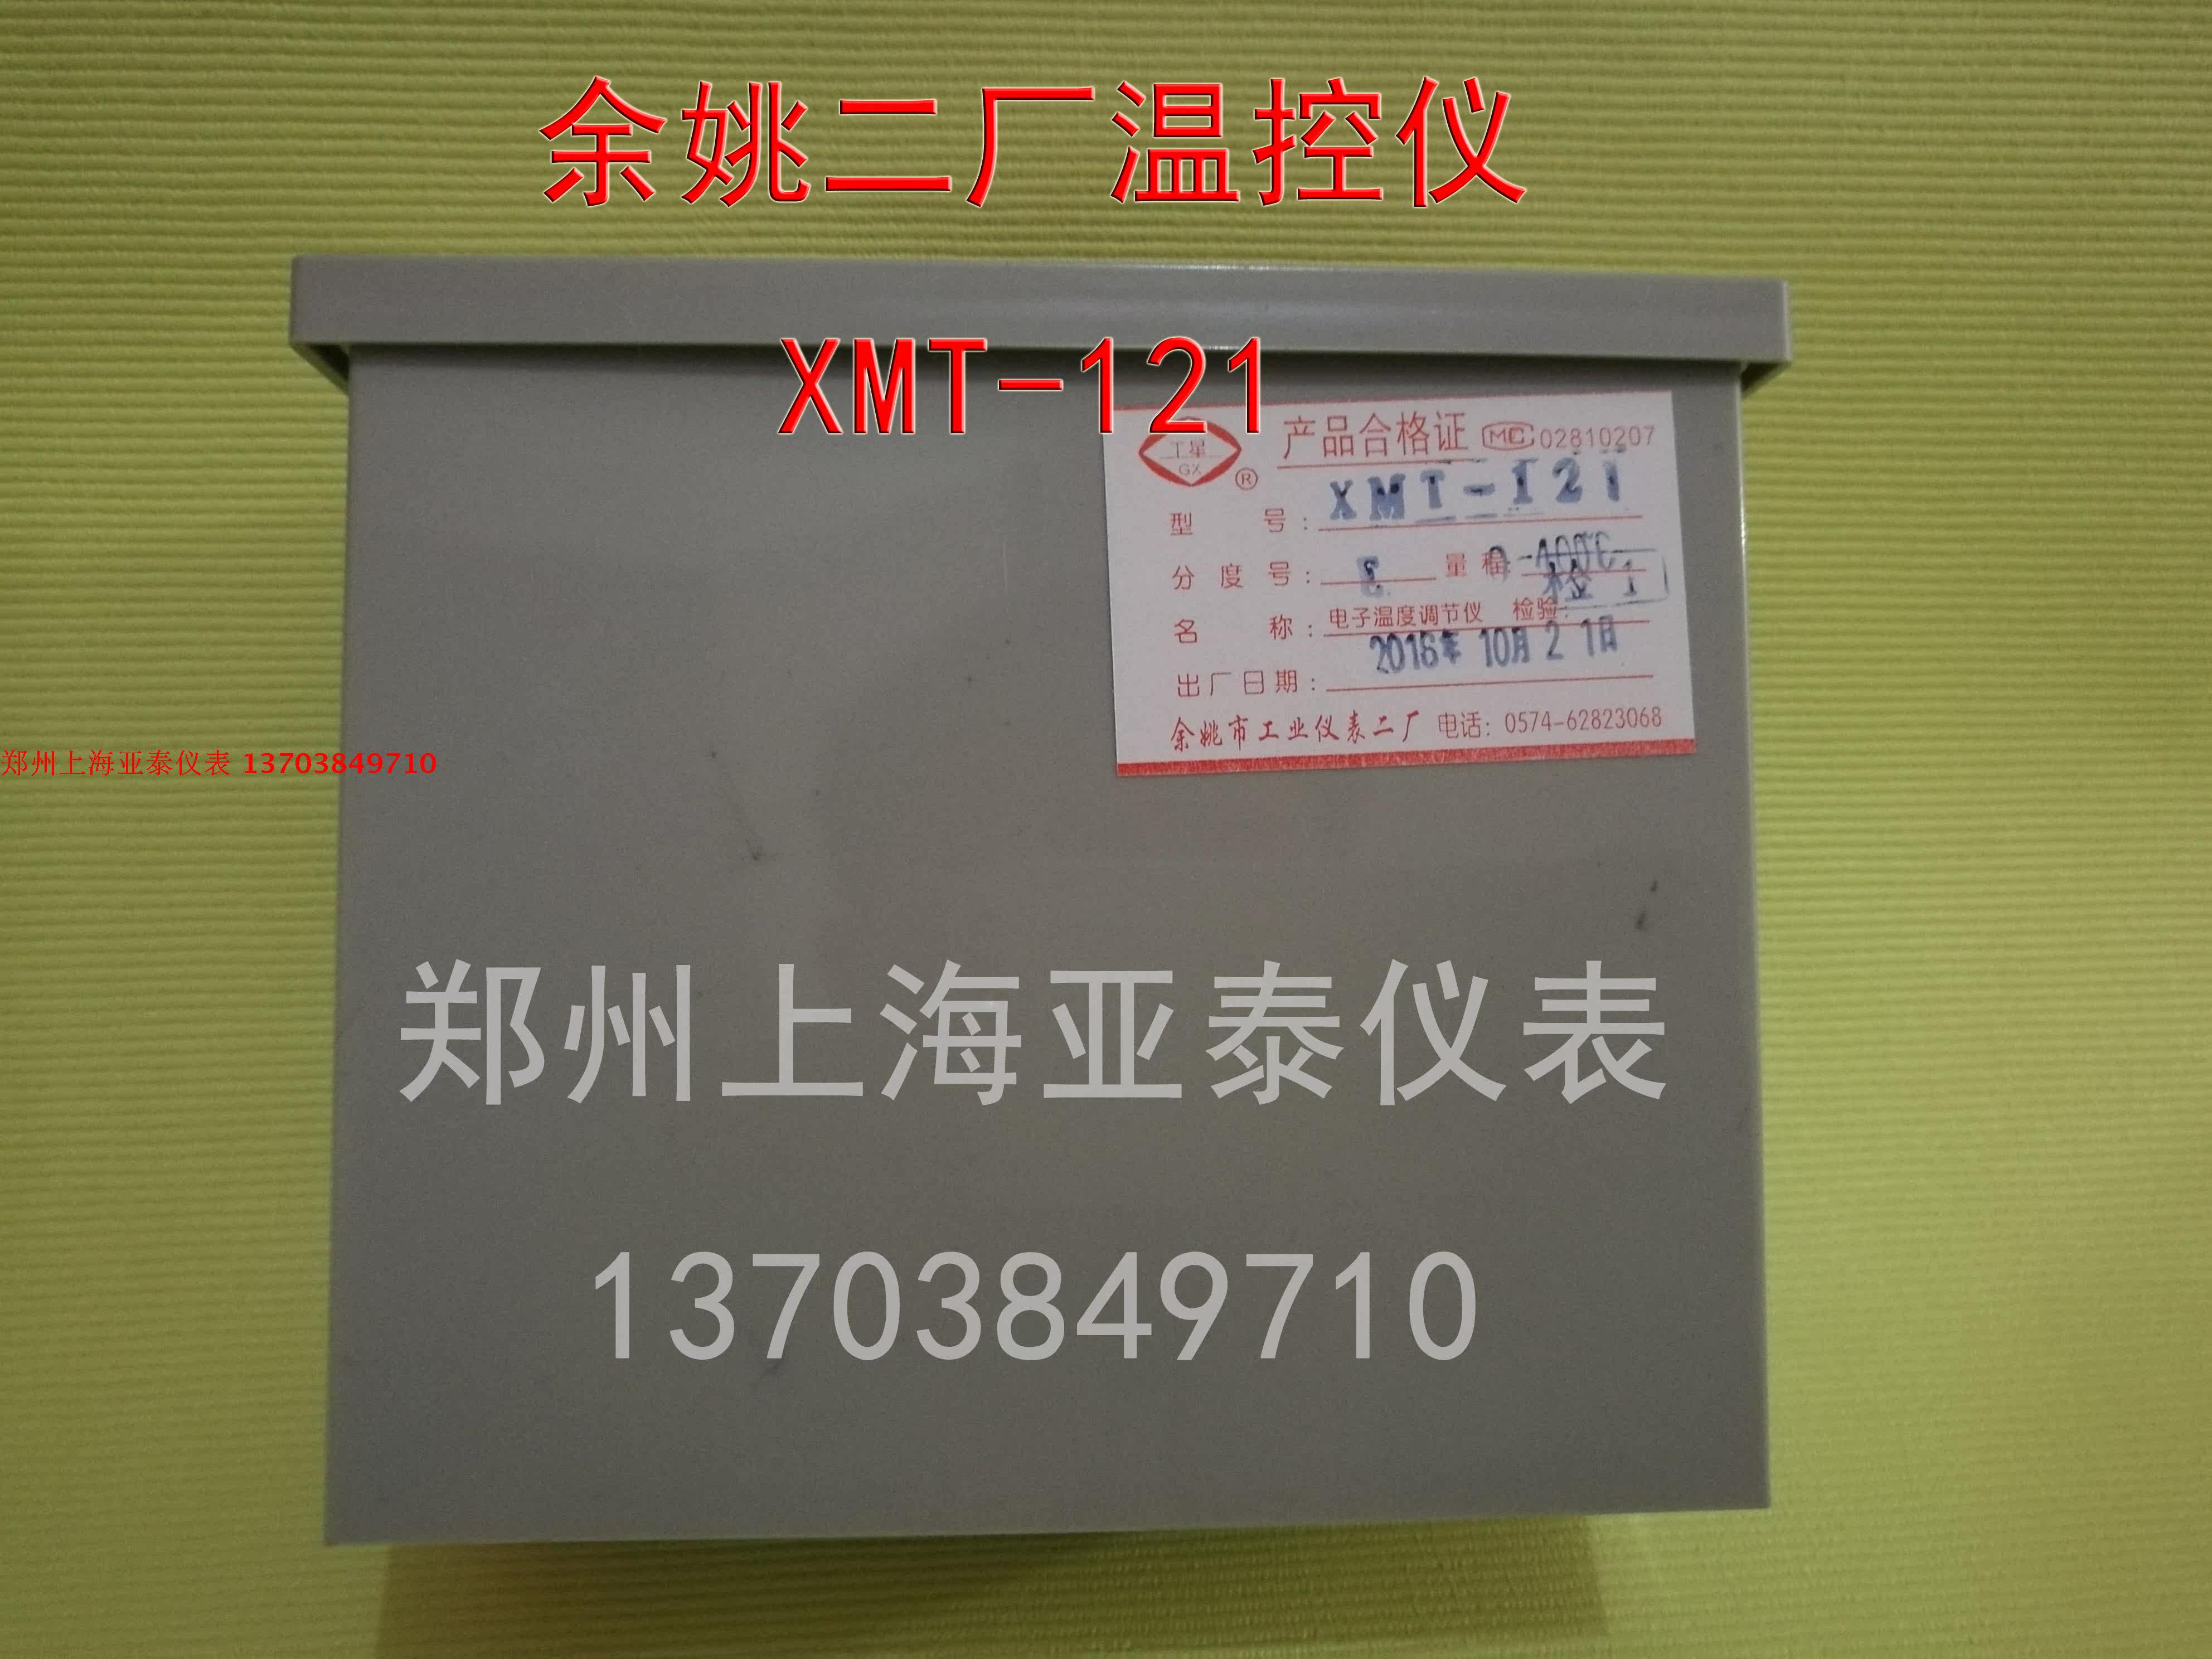 余姚二厂温控仪
XMT-121
工星
GX
®
产品合格证 MC 02810207
型 号: XMT-121
分度号: E 量程 0-400℃
名 称: 电子温度调节仪 检验: 检 1
出厂日期: 2016年 10月 21日
余姚市工业仪表二厂 电话: 0574-62823068
郑州上海亚泰仪表 13703849710
郑州上海亚泰仪表
13703849710